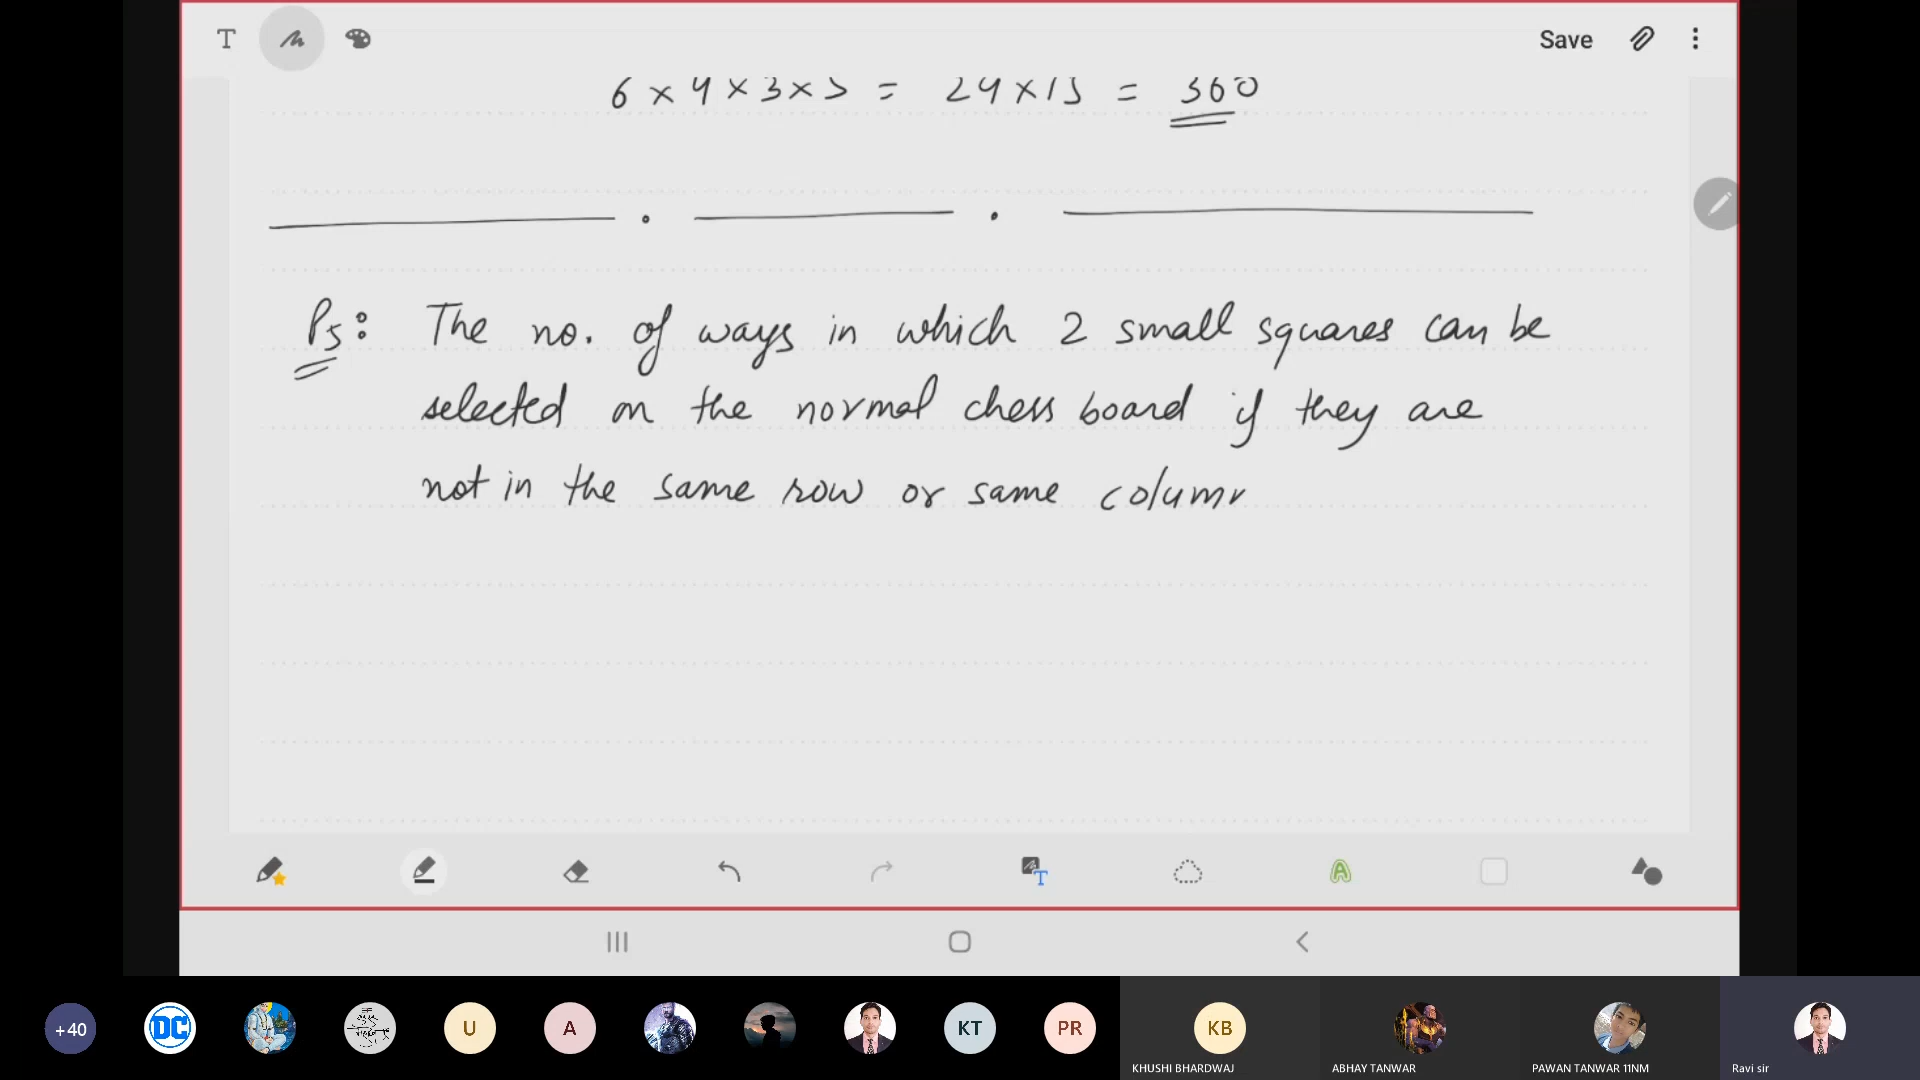 T
Save
6 × 4 × 3 × 5 = 24 × 15 = 360
P5: The no. of ways in which 2 small squares can be
selected on the normal chess board if they are
not in the same row or same column
T
A
+40
DC
U
A
KT
PR
KB
KHUSHI BHARDWAJ
ABHAY TANWAR
PAWAN TANWAR 11NM
Ravi sir